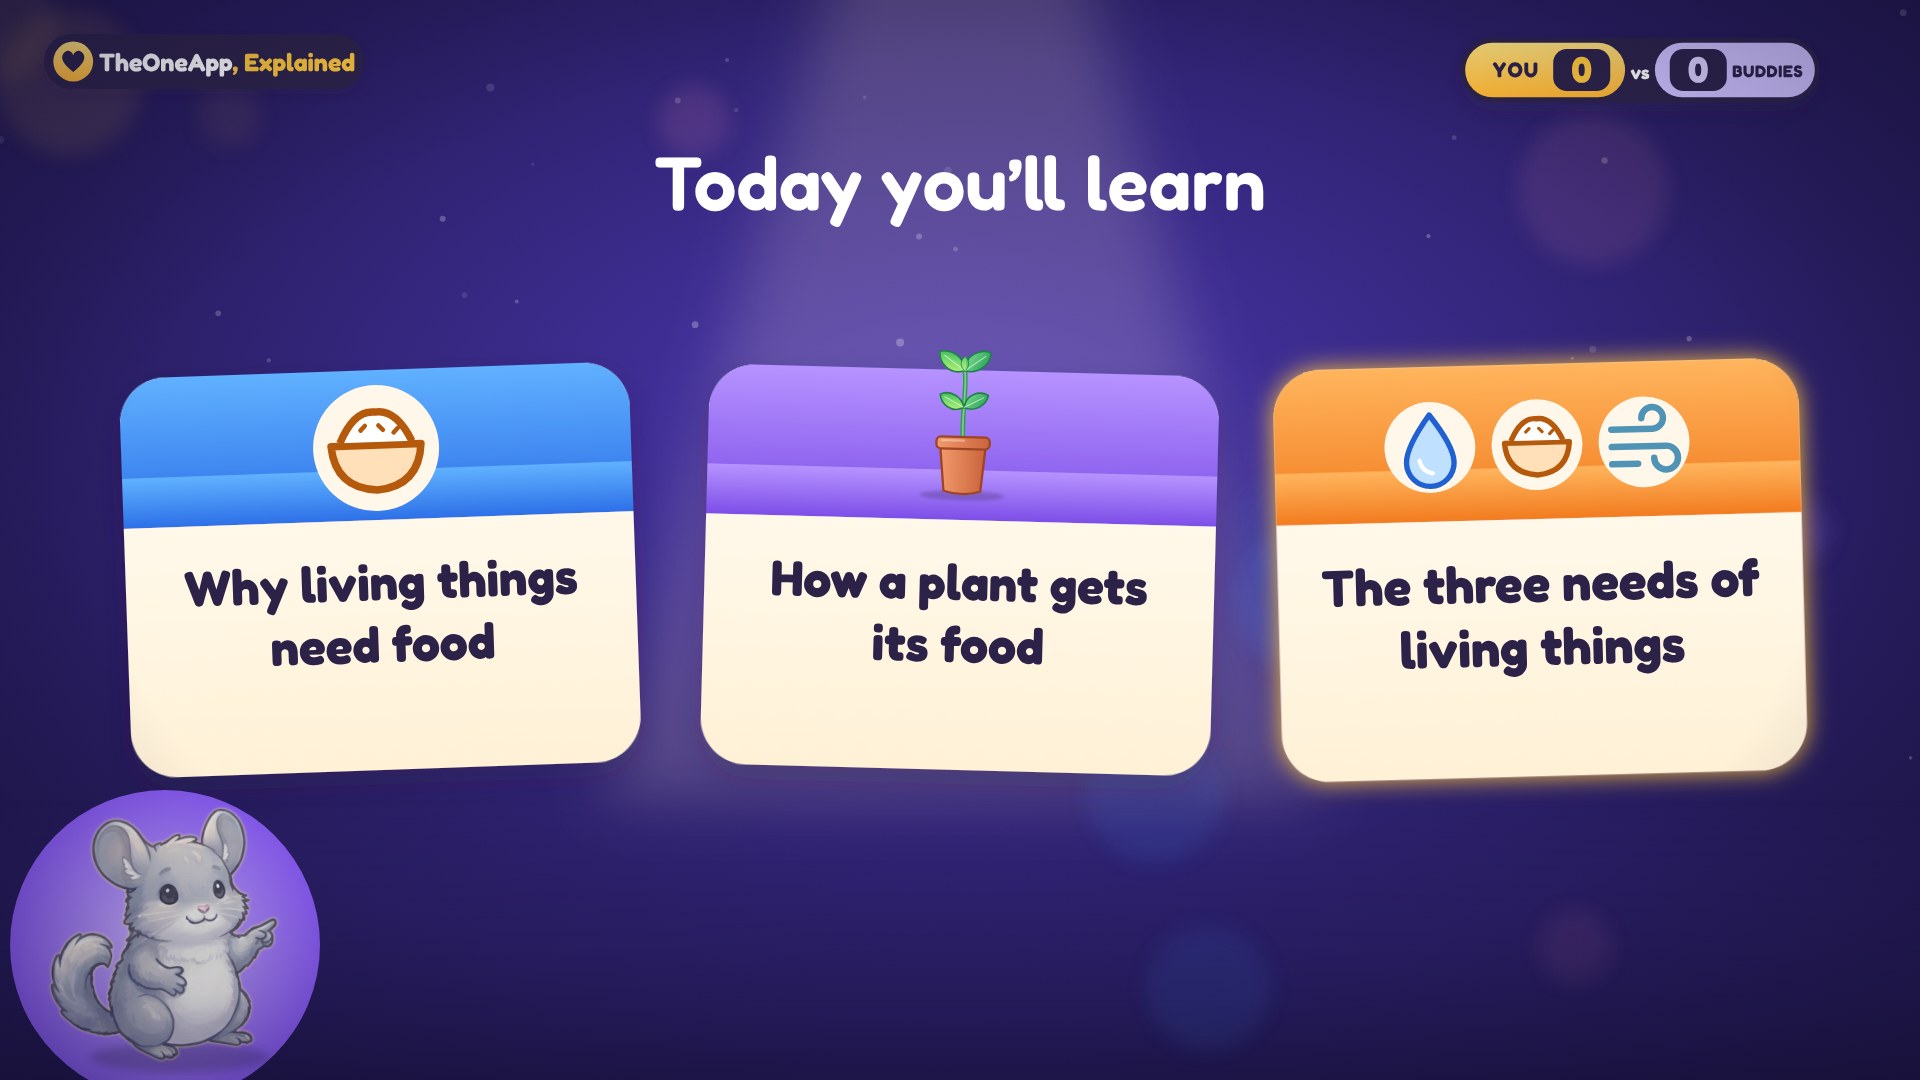 TheOneApp, Explained
YOU 0 vs 0 BUDDIES
Today you’ll learn
Why living things
need food
How a plant gets
its food
The three needs of
living things